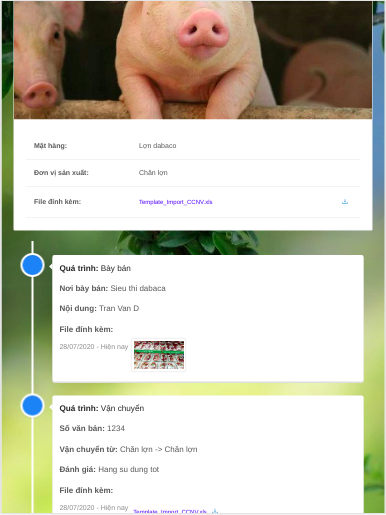 Mặt hàng: Lợn dabaco
Đơn vị sản xuất: Chăn lợn
File đính kèm: Template_Import_CCNV.xls
Quá trình: Bày bán
Nơi bày bán: Sieu thi dabaca
Nội dung: Tran Van D
File đính kèm:
28/07/2020 - Hiện nay
Quá trình: Vận chuyển
Số văn bản: 1234
Vận chuyển từ: Chăn lợn -> Chăn lợn
Đánh giá: Hang su dung tot
File đính kèm:
28/07/2020 - Hiện nay Template_Import_CCNV.xls